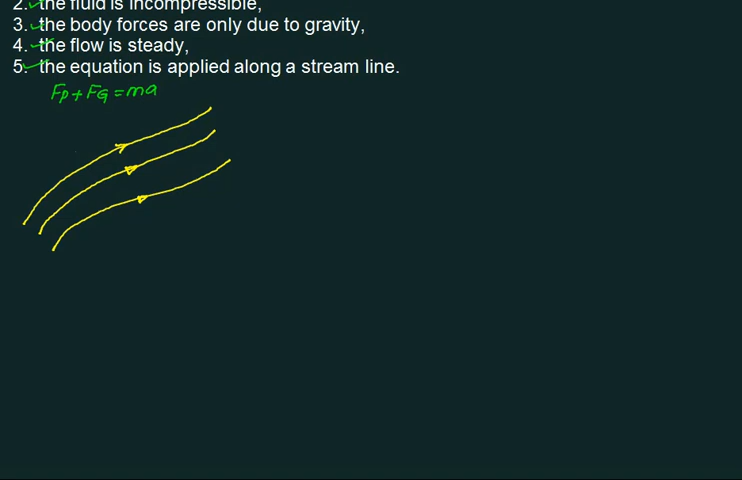 2. the fluid is incompressible,
3. the body forces are only due to gravity,
4. the flow is steady,
5. the equation is applied along a stream line.
Fp + FG = ma